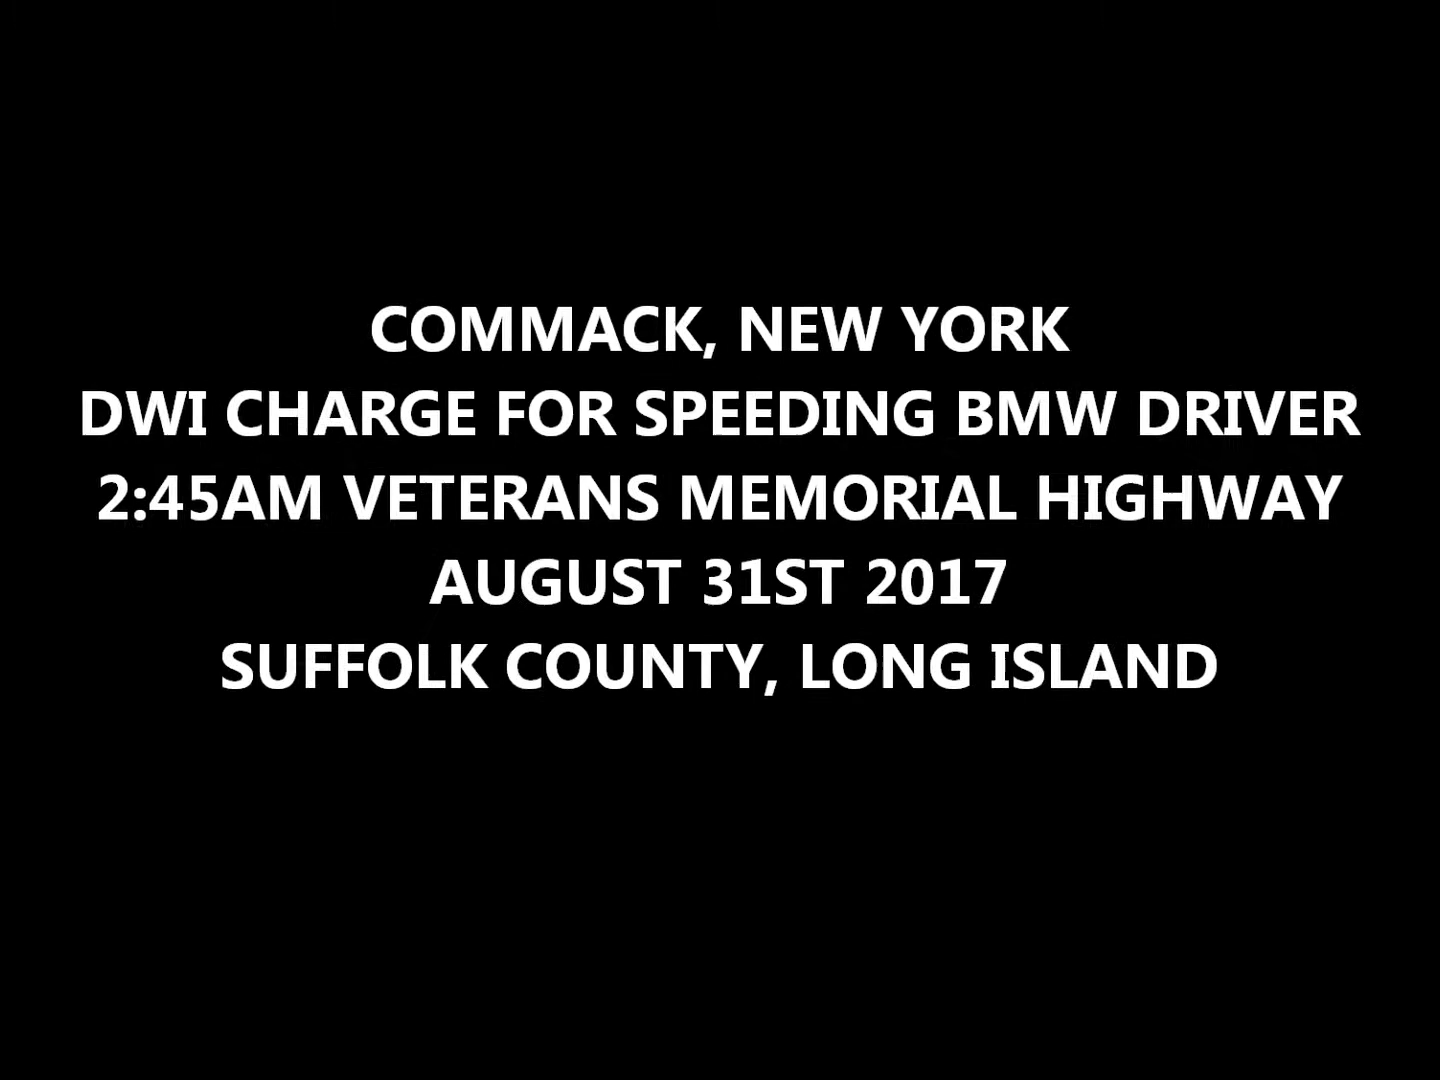 COMMACK, NEW YORK
DWI CHARGE FOR SPEEDING BMW DRIVER
2:45AM VETERANS MEMORIAL HIGHWAY
AUGUST 31ST 2017
SUFFOLK COUNTY, LONG ISLAND